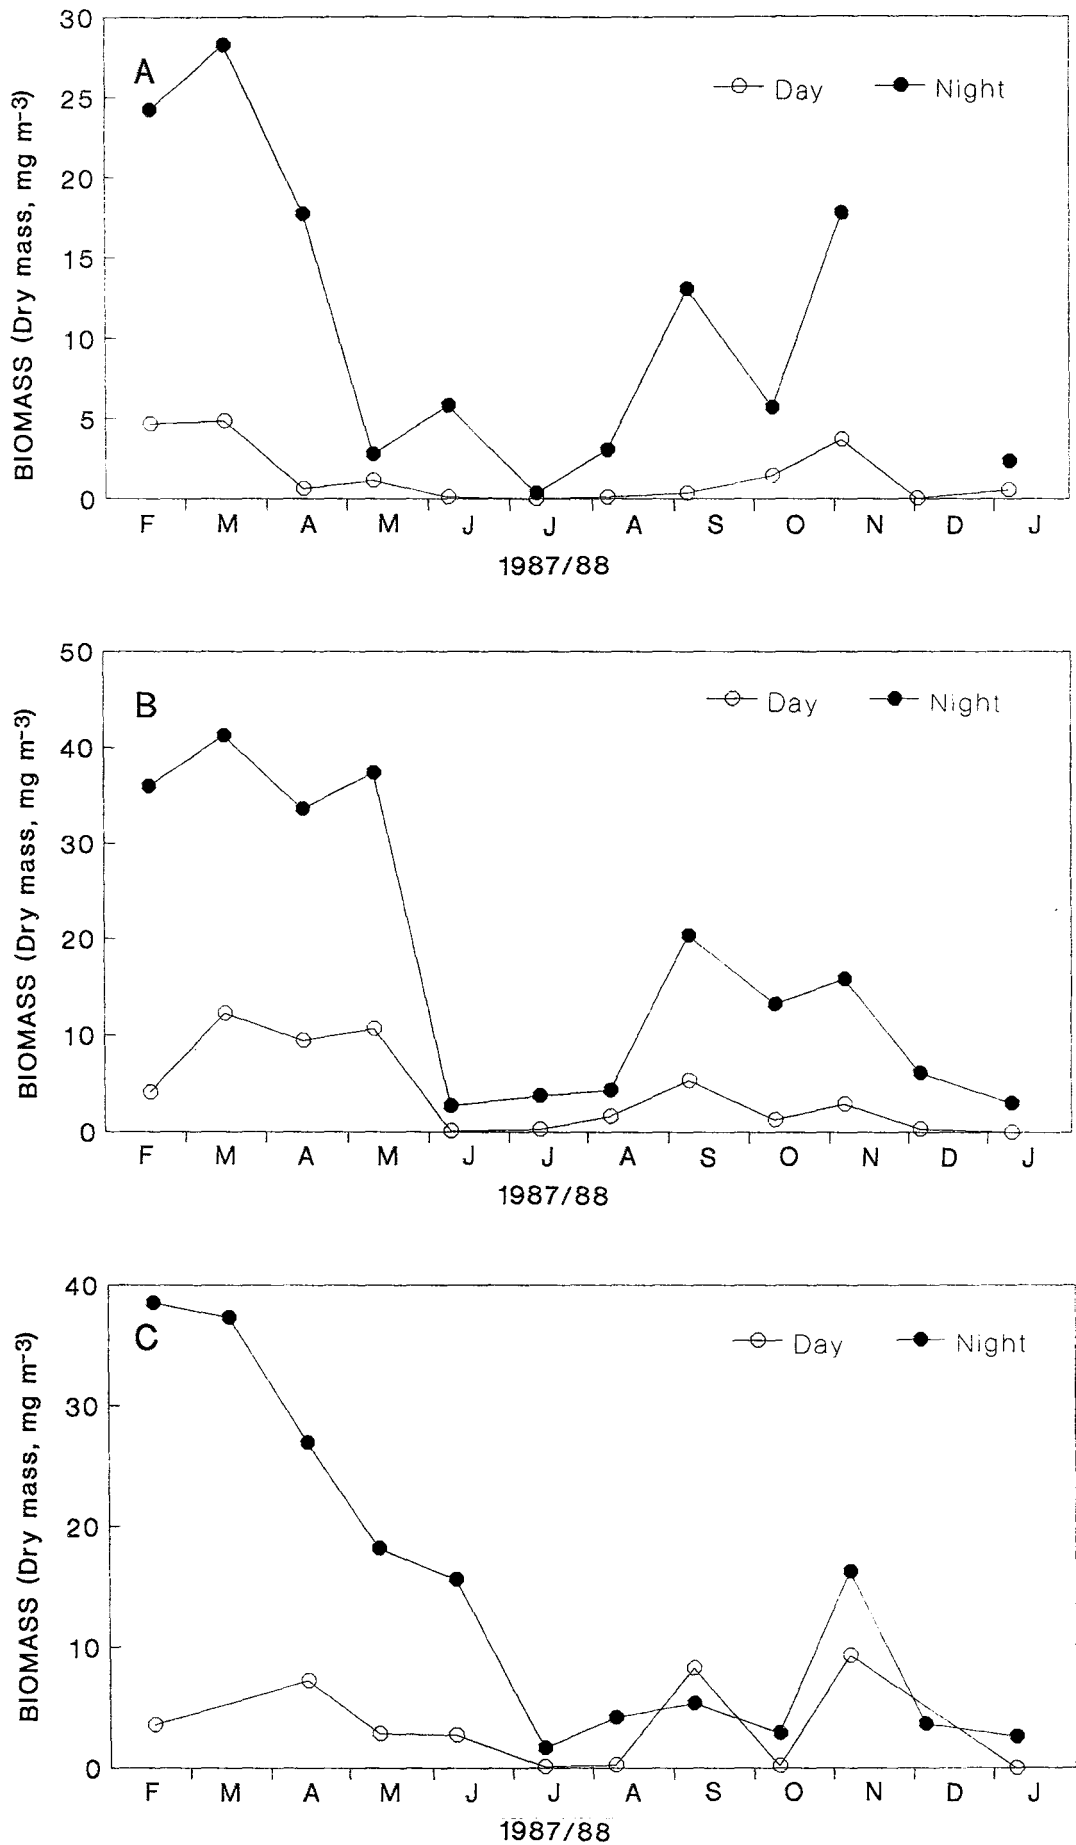 30
25
20
15
10
5
0
BIOMASS (Dry mass, mg m-3)
A
Day Night
F M A M J J A S O N D J
1987/88
50
40
30
20
10
0
BIOMASS (Dry mass, mg m-3)
B
Day Night
F M A M J J A S O N D J
1987/88
40
30
20
10
0
BIOMASS (Dry mass, mg m-3)
C
Day Night
F M A M J J A S O N D J
1987/88